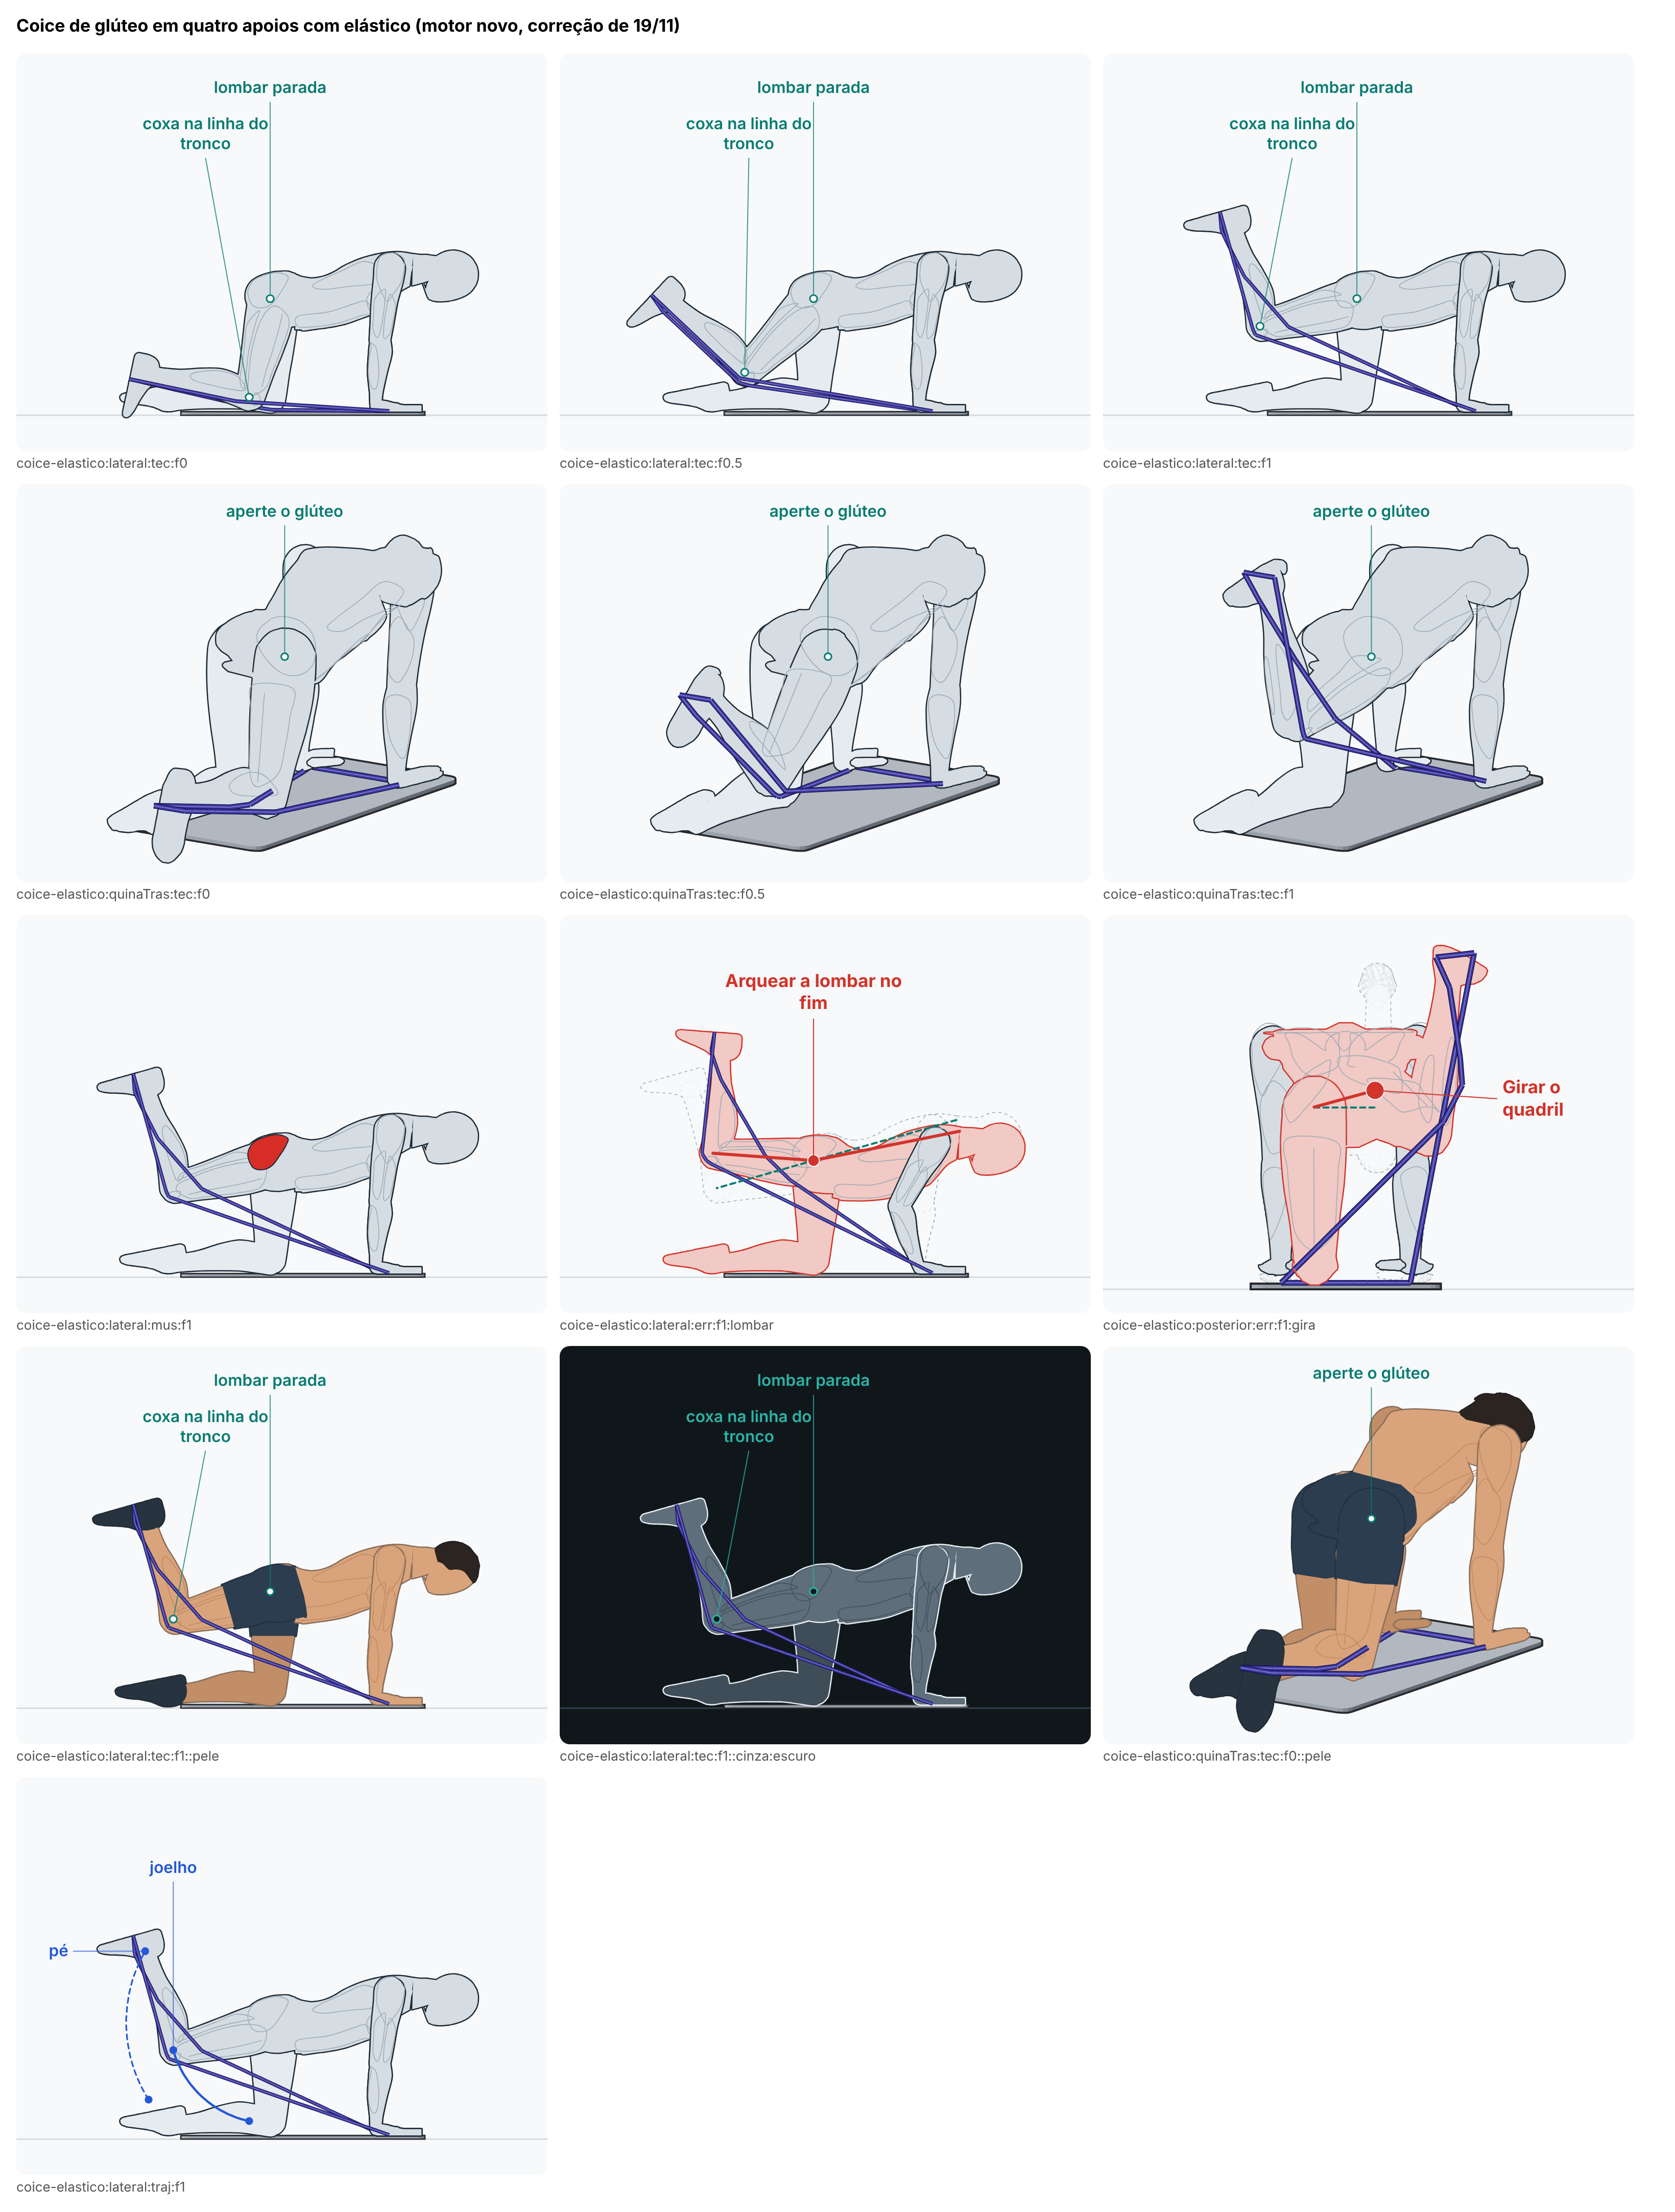 Coice de glúteo em quatro apoios com elástico (motor novo, correção de 19/11)
lombar parada
coxa na linha do
tronco
coice-elastico:lateral:tec:f0
lombar parada
coxa na linha do
tronco
coice-elastico:lateral:tec:f0.5
lombar parada
coxa na linha do
tronco
coice-elastico:lateral:tec:f1
aperte o glúteo
coice-elastico:quinaTras:tec:f0
aperte o glúteo
coice-elastico:quinaTras:tec:f0.5
aperte o glúteo
coice-elastico:quinaTras:tec:f1
coice-elastico:lateral:mus:f1
Arquear a lombar no
fim
coice-elastico:lateral:err:f1:lombar
Girar o
quadril
coice-elastico:posterior:err:f1:gira
lombar parada
coxa na linha do
tronco
coice-elastico:lateral:tec:f1::pele
lombar parada
coxa na linha do
tronco
coice-elastico:lateral:tec:f1::cinza:escuro
aperte o glúteo
coice-elastico:quinaTras:tec:f0::pele
joelho
pé
coice-elastico:lateral:traj:f1